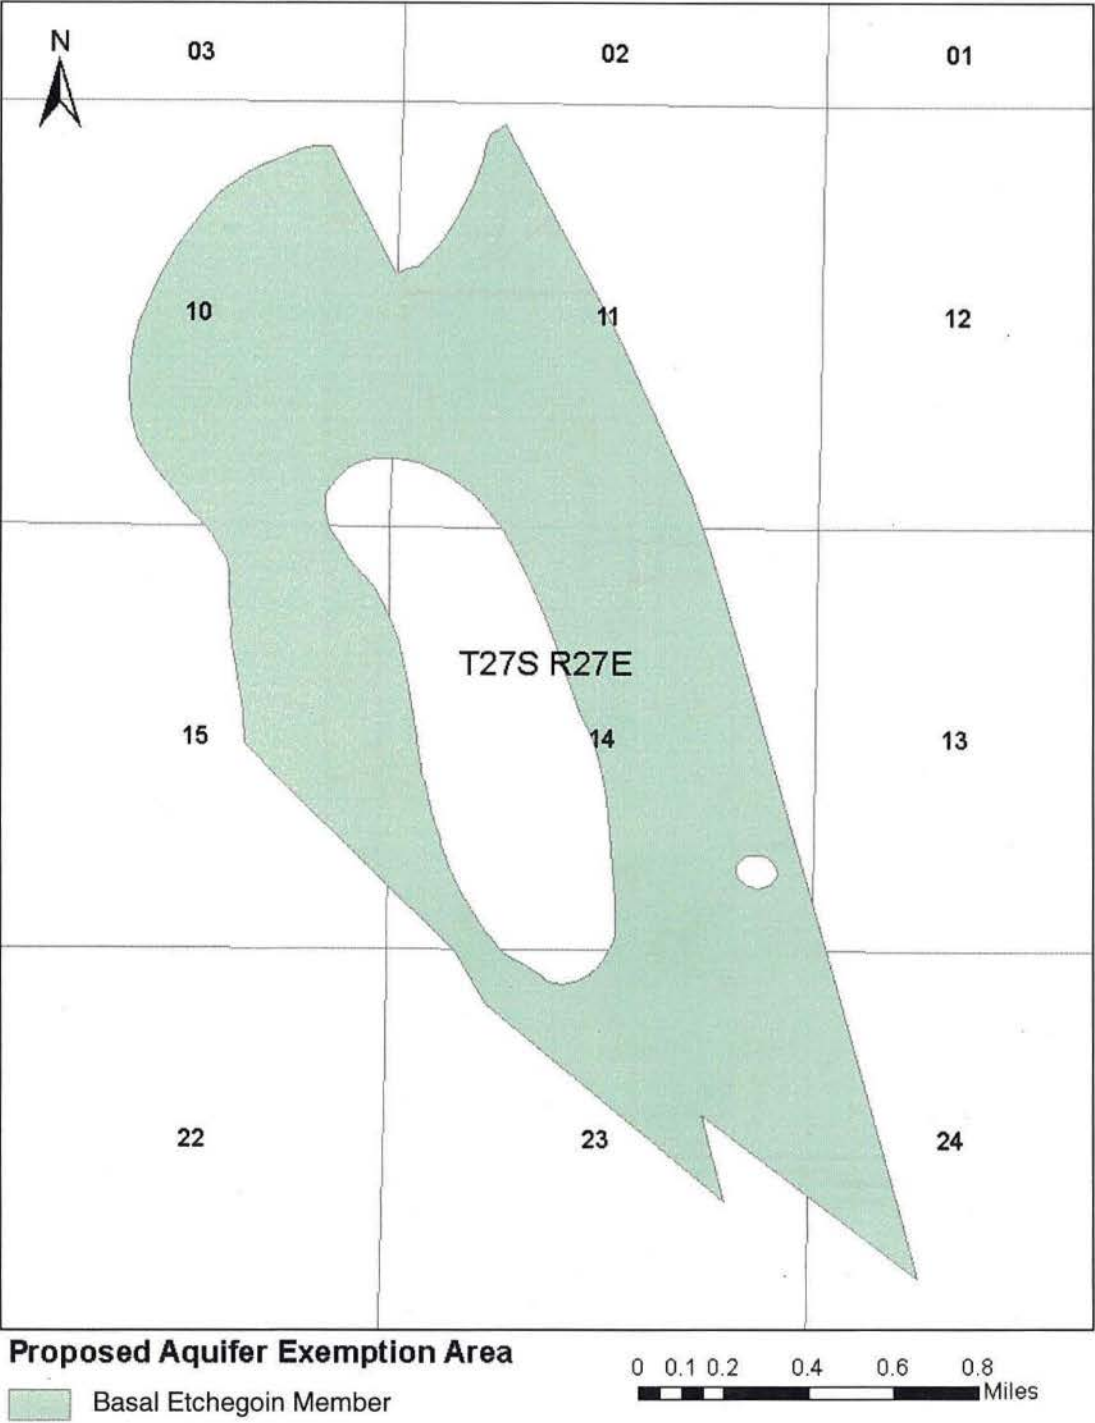 N
03 02 01
10 11 12
T27S R27E
15 14 13
22 23 24
Proposed Aquifer Exemption Area
Basal Etchegoin Member
0 0.1 0.2 0.4 0.6 0.8
Miles